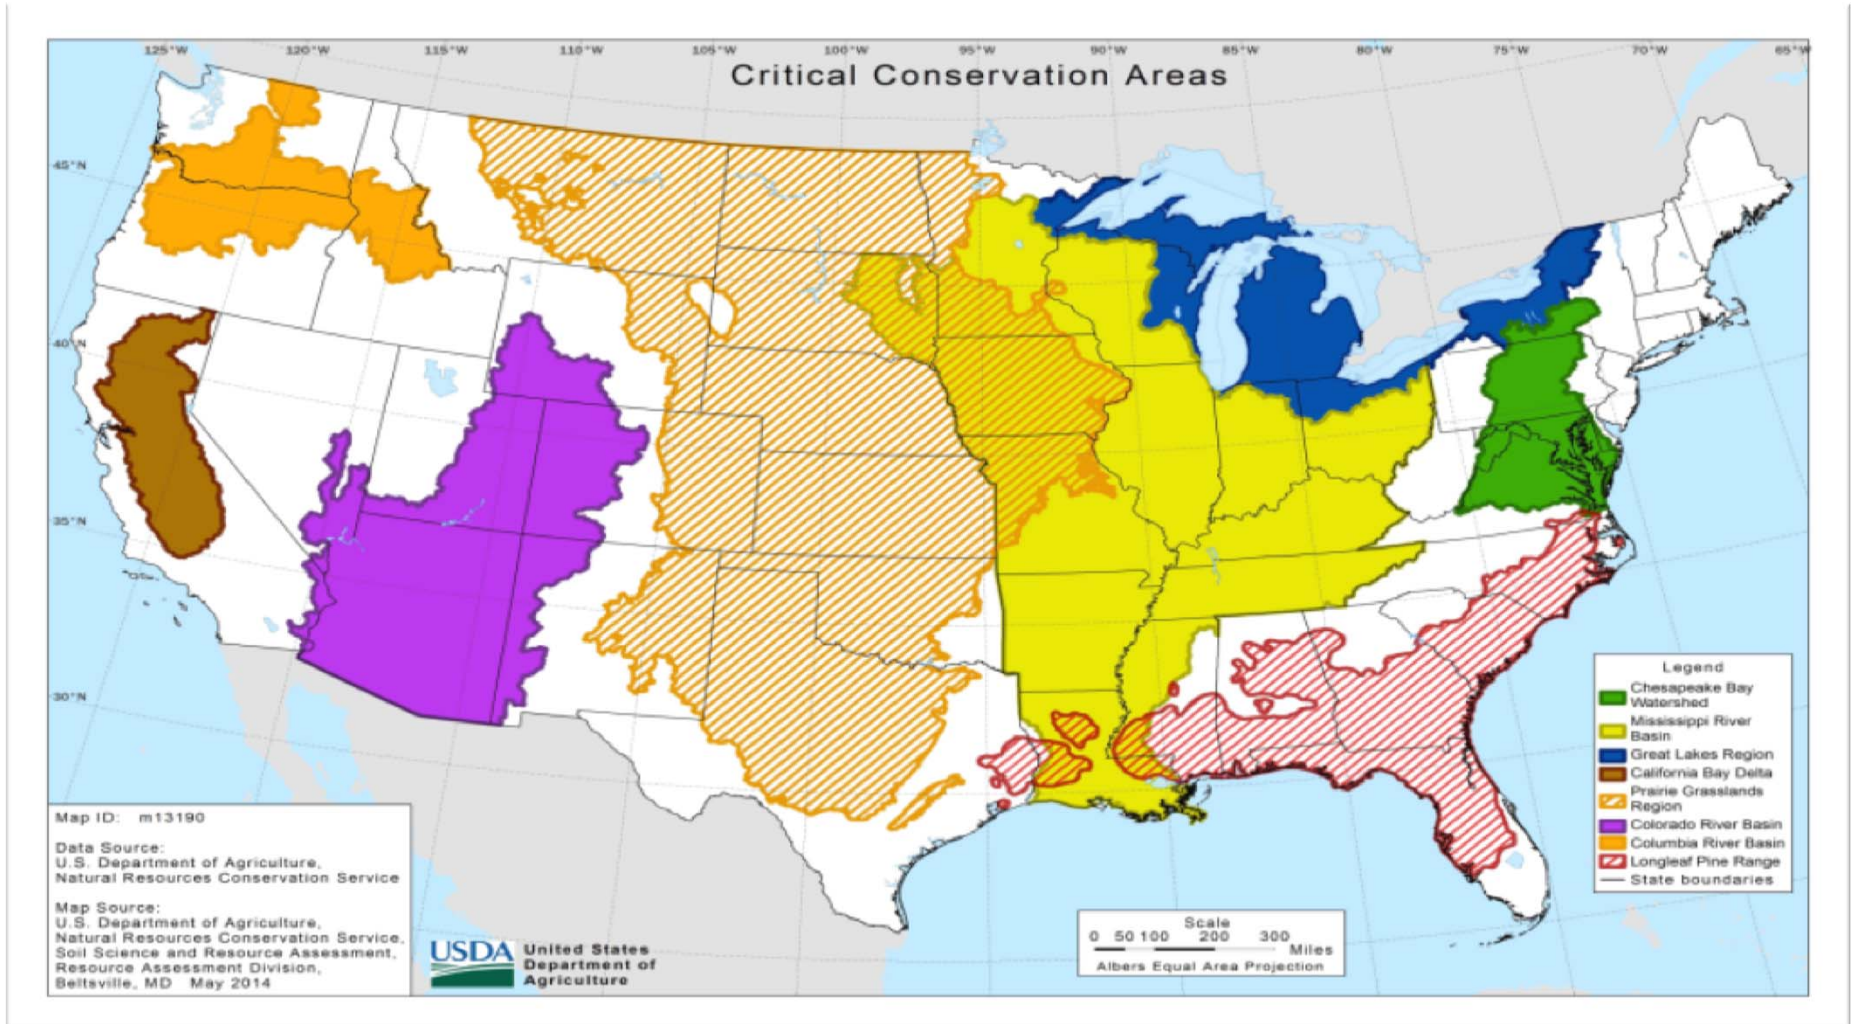 125°W 120°W 115°W 110°W 105°W 100°W 95°W 90°W 85°W 80°W 75°W 70°W 65°W
Critical Conservation Areas
45°N
40°N
35°N
30°N
Legend
Chesapeake Bay
Watershed
Mississippi River
Basin
Great Lakes Region
California Bay Delta
Prairie Grasslands
Region
Colorado River Basin
Columbia River Basin
Longleaf Pine Range
State boundaries
Map ID: m13190
Data Source:
U.S. Department of Agriculture,
Natural Resources Conservation Service
Map Source:
U.S. Department of Agriculture,
Natural Resources Conservation Service,
Soil Science and Resource Assessment,
Resource Assessment Division,
Beltsville, MD May 2014
USDA
United States
Department of
Agriculture
Scale
0 50 100 200 300
Miles
Albers Equal Area Projection